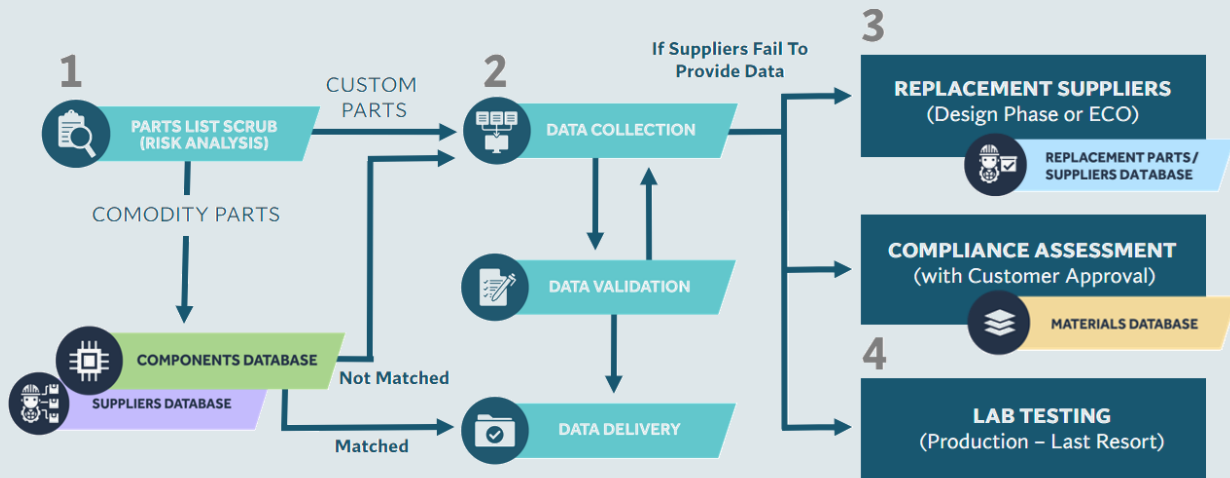 1
PARTS LIST SCRUB
(RISK ANALYSIS)
CUSTOM
PARTS
COMODITY PARTS
COMPONENTS DATABASE
SUPPLIERS DATABASE
Not Matched
Matched
2
DATA COLLECTION
DATA VALIDATION
DATA DELIVERY
If Suppliers Fail To
Provide Data
3
REPLACEMENT SUPPLIERS
(Design Phase or ECO)
REPLACEMENT PARTS/
SUPPLIERS DATABASE
COMPLIANCE ASSESSMENT
(with Customer Approval)
MATERIALS DATABASE
4
LAB TESTING
(Production – Last Resort)